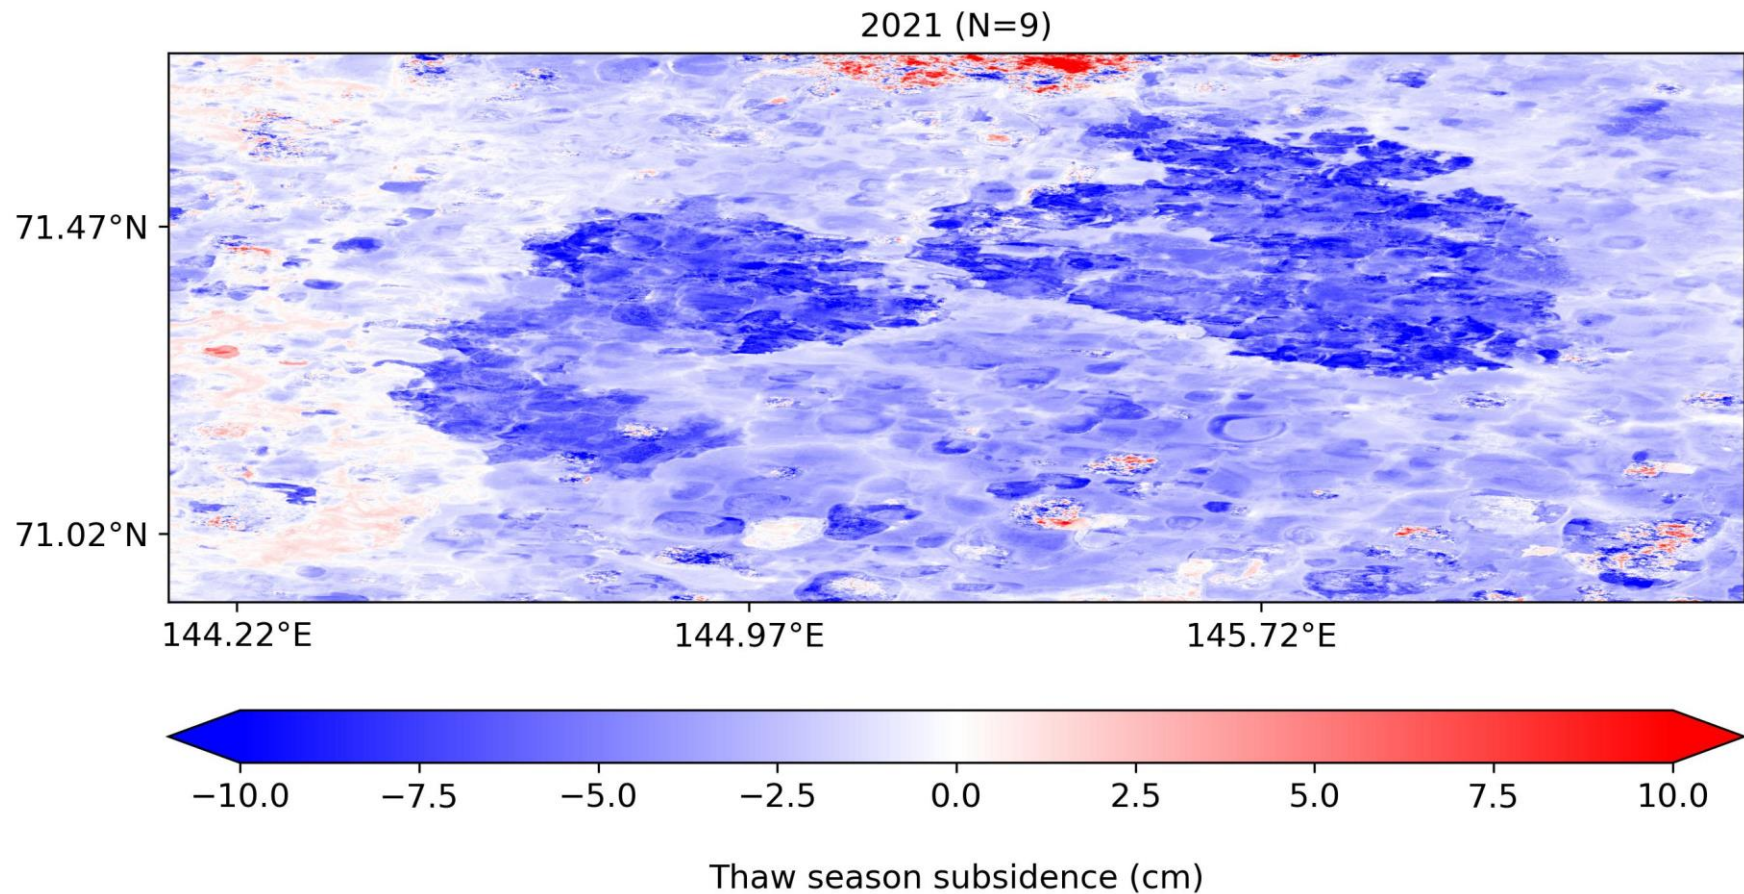 2021 (N=9)
71.47°N
71.02°N
144.22°E 144.97°E 145.72°E
−10.0 −7.5 −5.0 −2.5 0.0 2.5 5.0 7.5 10.0
Thaw season subsidence (cm)